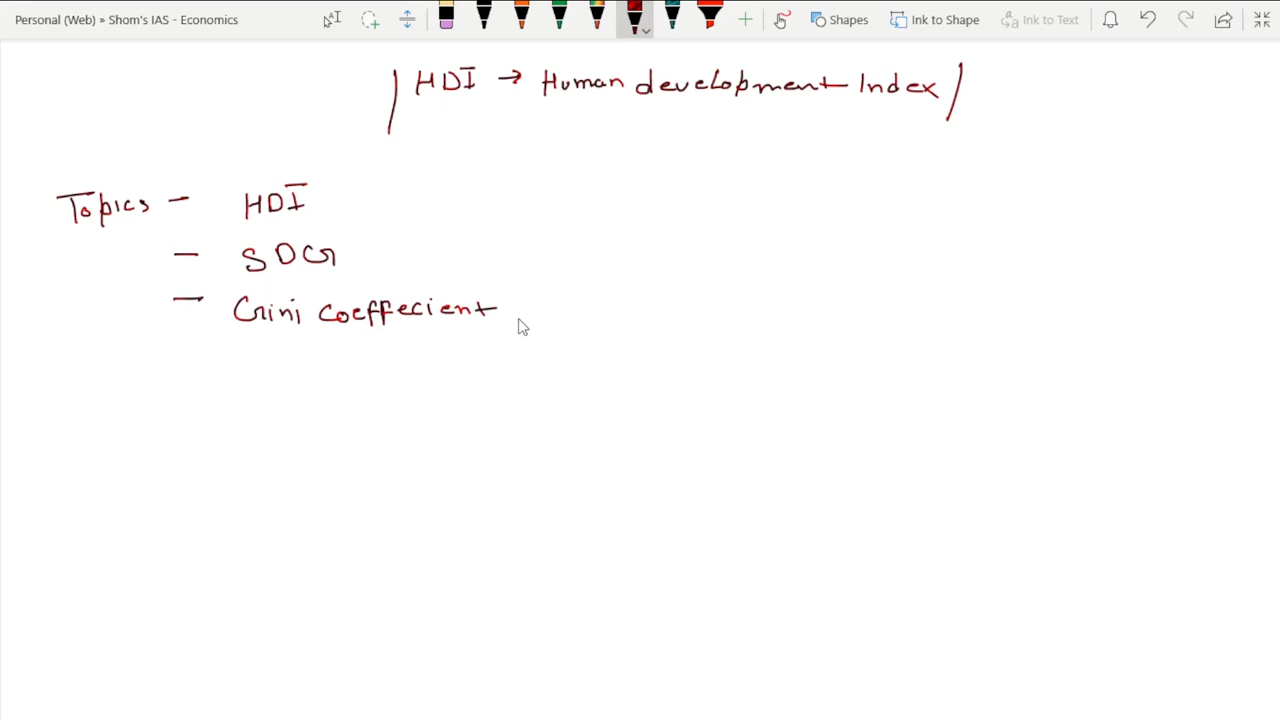 Personal (Web) » Shom's IAS - Economics
Shapes
Ink to Shape
Ink to Text
HDI → Human development Index
Topics - HDI
- SDG
- Gini coeffecient